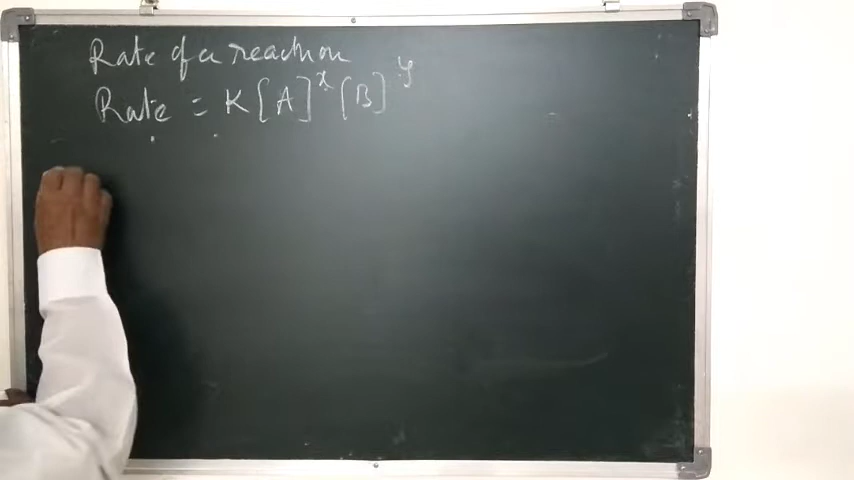 Rate of a reaction
Rate = K[A]^x [B]^y